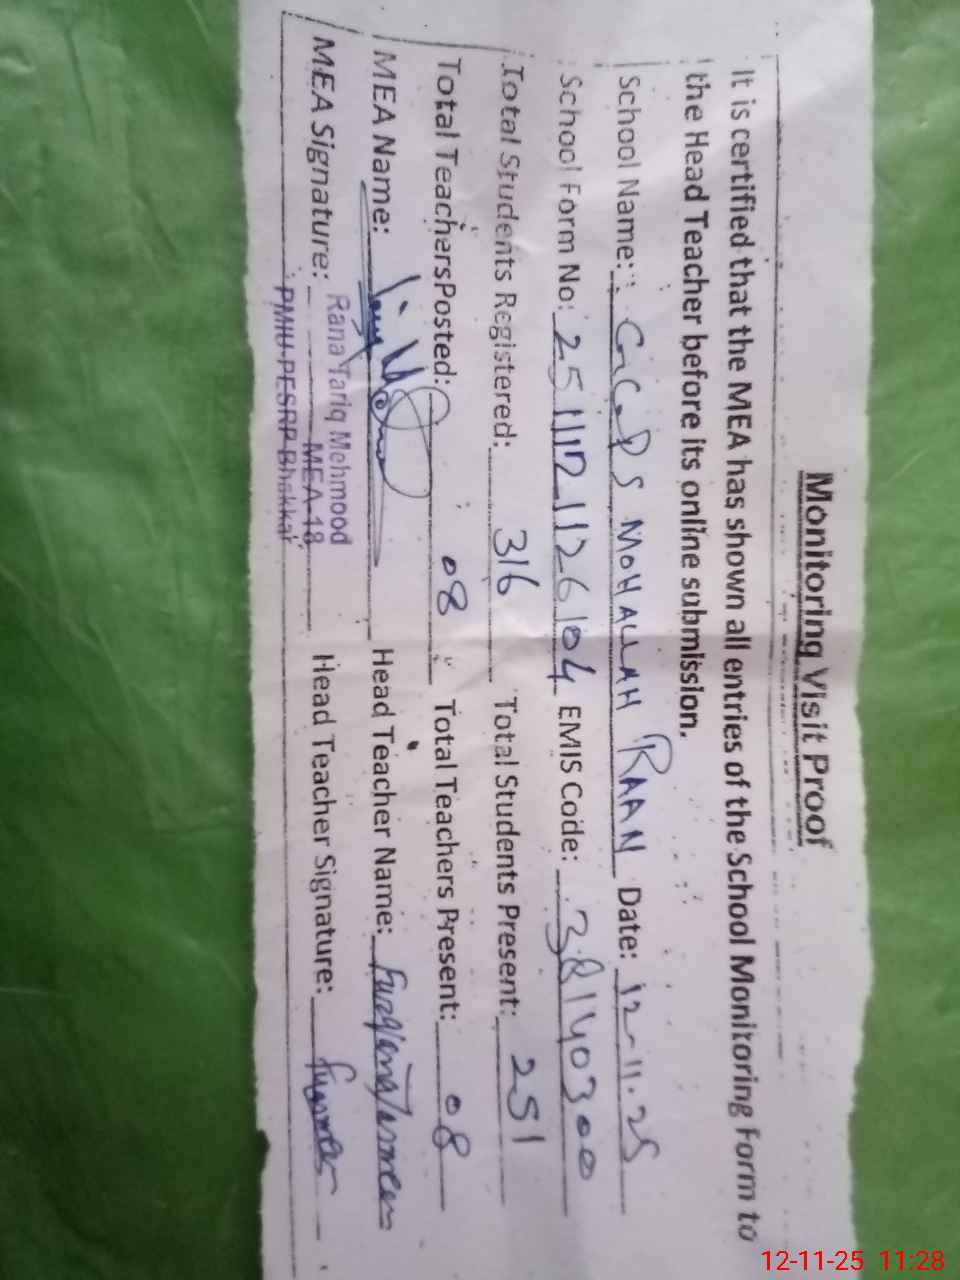 Monitoring Visit Proof
It is certified that the MEA has shown all entries of the School Monitoring Form to
the Head Teacher before its online submission.
School Name: G.C.P S MOHALLAH RAAN Date: 12-11.25
School Form No: 2511121126104 EMIS Code: 38140300
Total Students Registered: 316 Total Students Present: 251
Total TeachersPosted: 08 Total Teachers Present: 08
MEA Name: Head Teacher Name:
MEA Signature: Head Teacher Signature:
Rana Tariq Mehmood
MEA-18
PMIU-PESRP Bhakkar
12-11-25 11:28